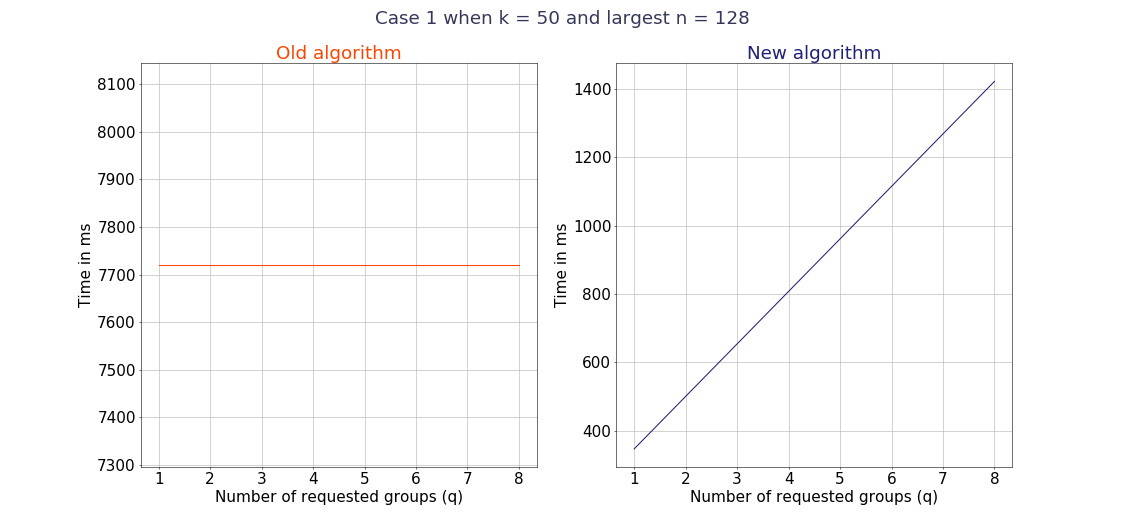 Case 1 when k = 50 and largest n = 128
Old algorithm
8100
8000
7900
7800
7700
7600
7500
7400
7300
Time in ms
1 2 3 4 5 6 7 8
Number of requested groups (q)
New algorithm
1400
1200
1000
800
600
400
Time in ms
1 2 3 4 5 6 7 8
Number of requested groups (q)